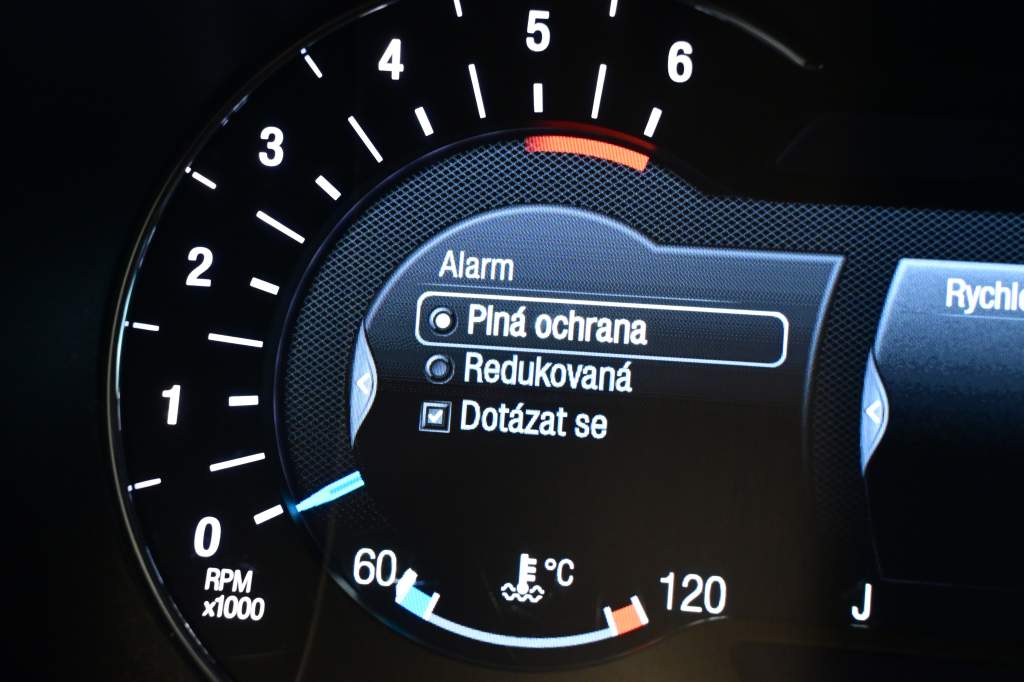 4
5
6
3
2
1
0
RPM
x1000
Alarm
Plná ochrana
Redukovaná
Dotázat se
60
°C
120
J